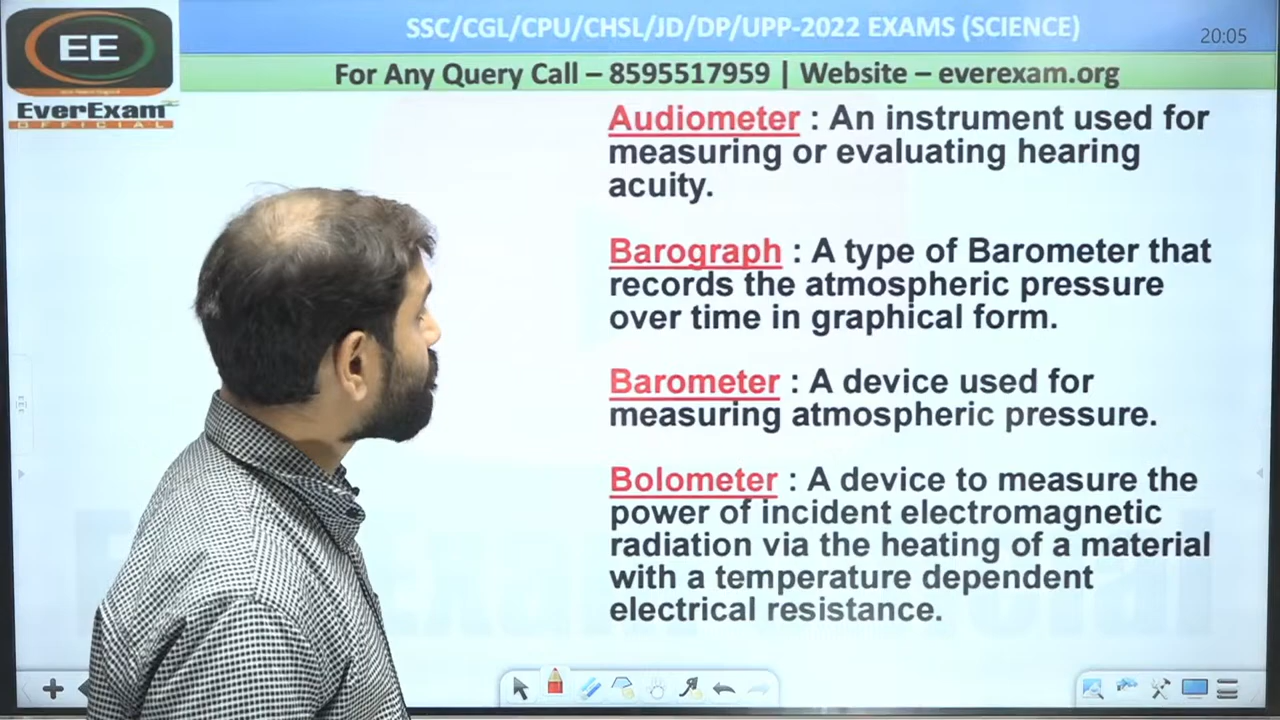 EE
EverExam
OFFICIAL
SSC/CGL/CPU/CHSL/JD/DP/UPP-2022 EXAMS (SCIENCE)
20:05
For Any Query Call – 8595517959 | Website – everexam.org
Audiometer : An instrument used for
measuring or evaluating hearing
acuity.
Barograph : A type of Barometer that
records the atmospheric pressure
over time in graphical form.
Barometer : A device used for
measuring atmospheric pressure.
Bolometer : A device to measure the
power of incident electromagnetic
radiation via the heating of a material
with a temperature dependent
electrical resistance.